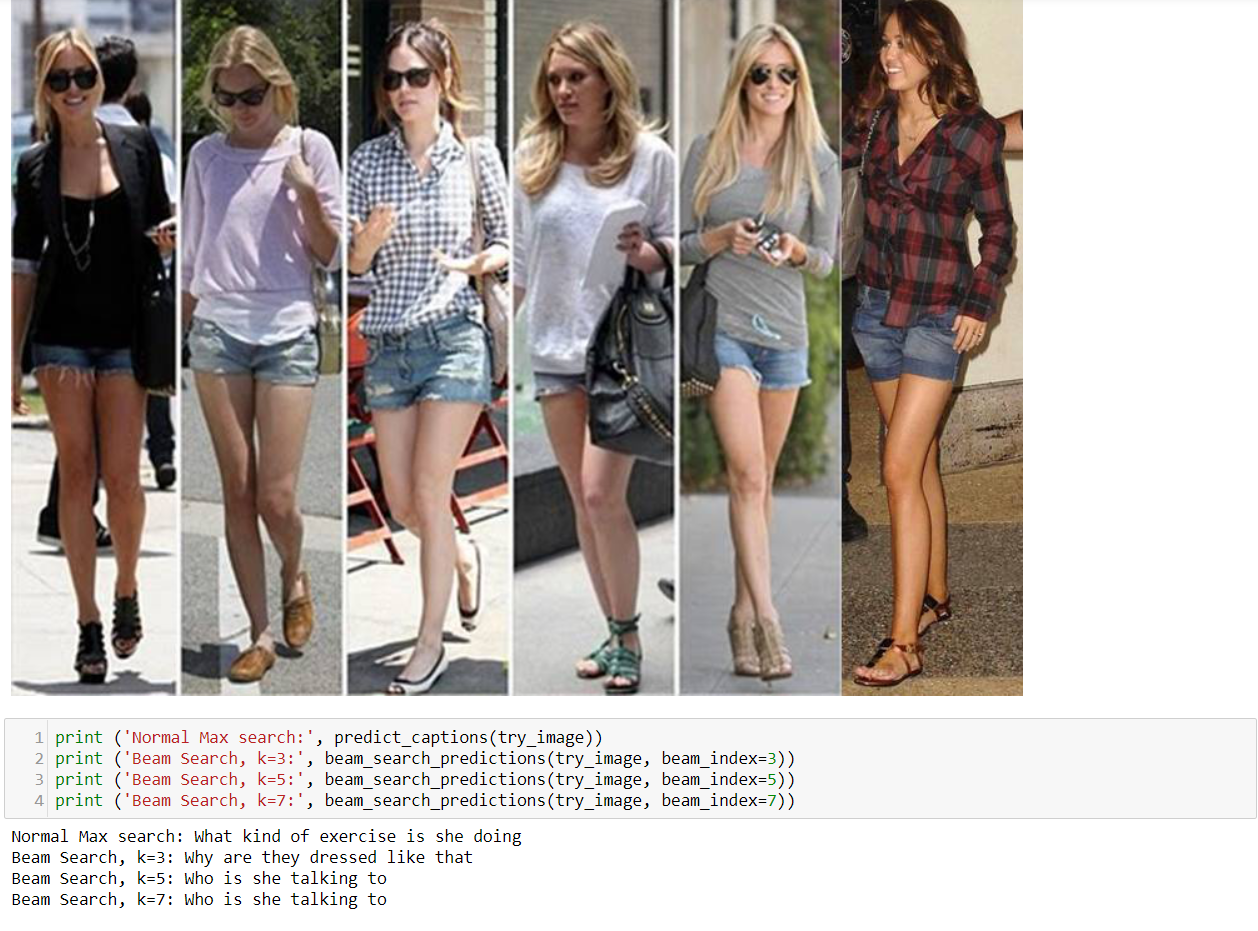 1 print ('Normal Max search:', predict_captions(try_image))
2 print ('Beam Search, k=3:', beam_search_predictions(try_image, beam_index=3))
3 print ('Beam Search, k=5:', beam_search_predictions(try_image, beam_index=5))
4 print ('Beam Search, k=7:', beam_search_predictions(try_image, beam_index=7))
Normal Max search: What kind of exercise is she doing
Beam Search, k=3: Why are they dressed like that
Beam Search, k=5: Who is she talking to
Beam Search, k=7: Who is she talking to